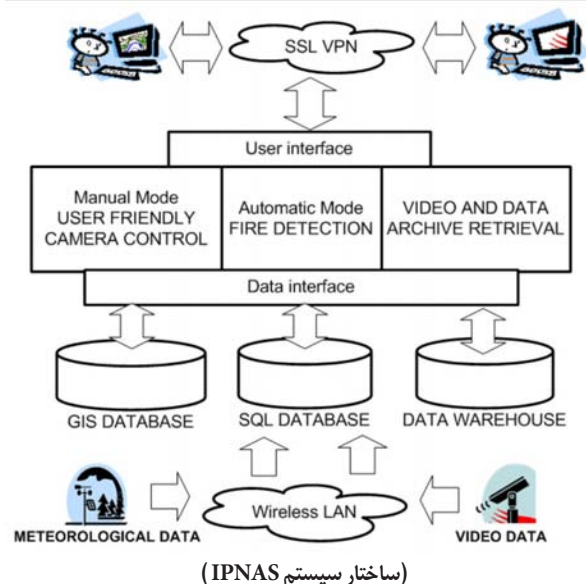 SSL VPN
User interface
Manual Mode
USER FRIENDLY
CAMERA CONTROL
Automatic Mode
FIRE DETECTION
VIDEO AND DATA
ARCHIVE RETRIEVAL
Data interface
GIS DATABASE
SQL DATABASE
DATA WAREHOUSE
Wireless LAN
METEOROLOGICAL DATA
VIDEO DATA
(ساختار سیستم IPNAS)